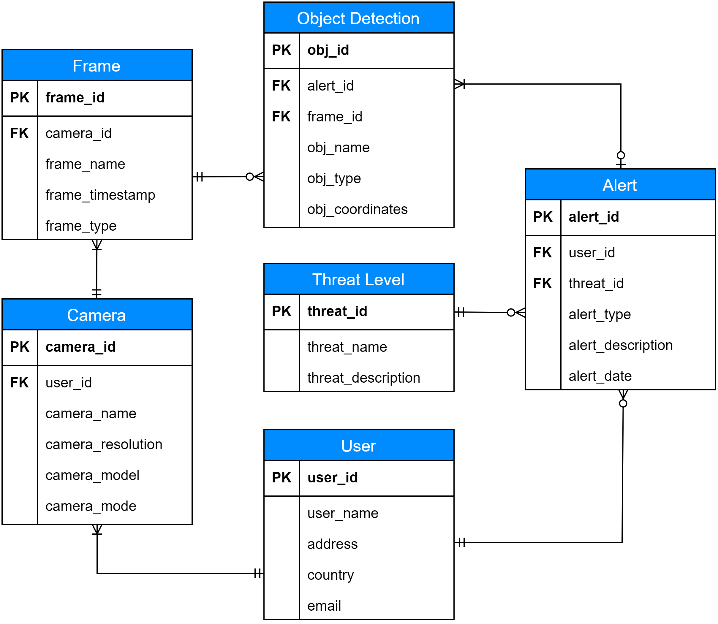 Object Detection
PK obj_id
FK alert_id
FK frame_id
obj_name
obj_type
obj_coordinates
Frame
PK frame_id
FK camera_id
frame_name
frame_timestamp
frame_type
Alert
PK alert_id
FK user_id
FK threat_id
alert_type
alert_description
alert_date
Threat Level
PK threat_id
threat_name
threat_description
Camera
PK camera_id
FK user_id
camera_name
camera_resolution
camera_model
camera_mode
User
PK user_id
user_name
address
country
email